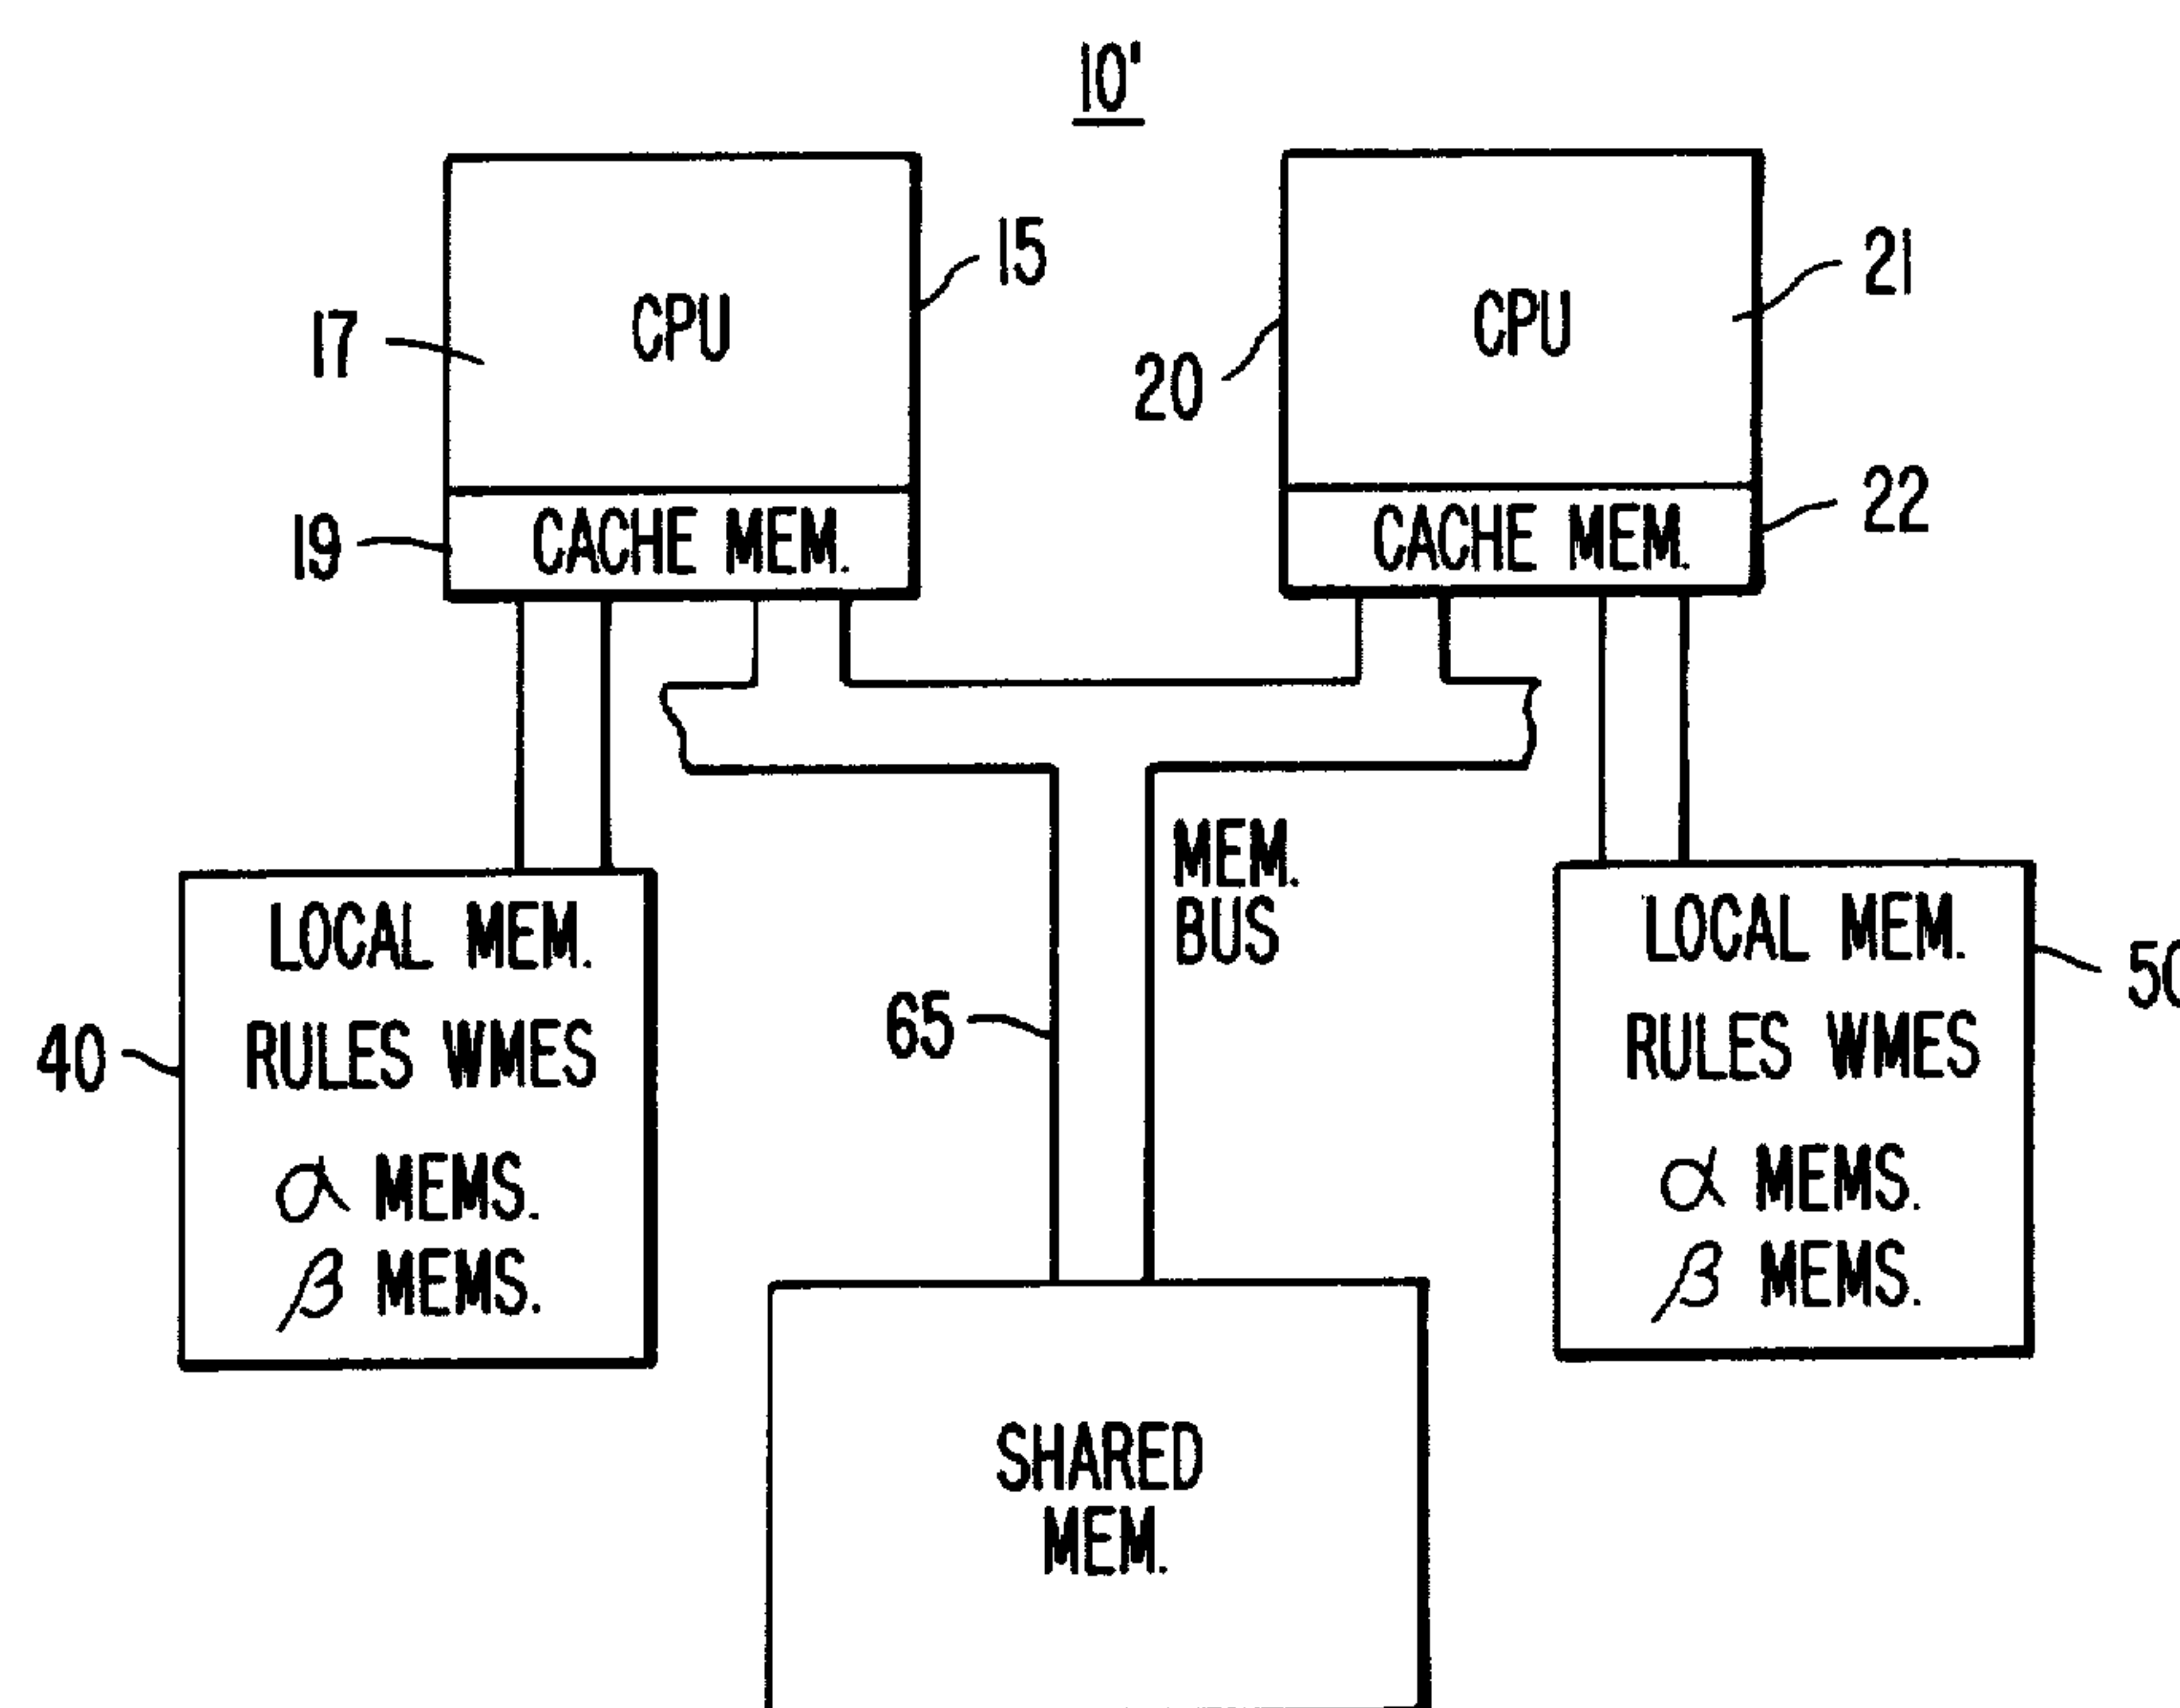 10'
CPU
15
17
CACHE MEM.
19
CPU
21
20
CACHE MEM.
22
MEM.
BUS
65
LOCAL MEM.
RULES WMES
α MEMS.
β MEMS.
40
LOCAL MEM.
RULES WMES
α MEMS.
β MEMS.
SHARED
MEM.